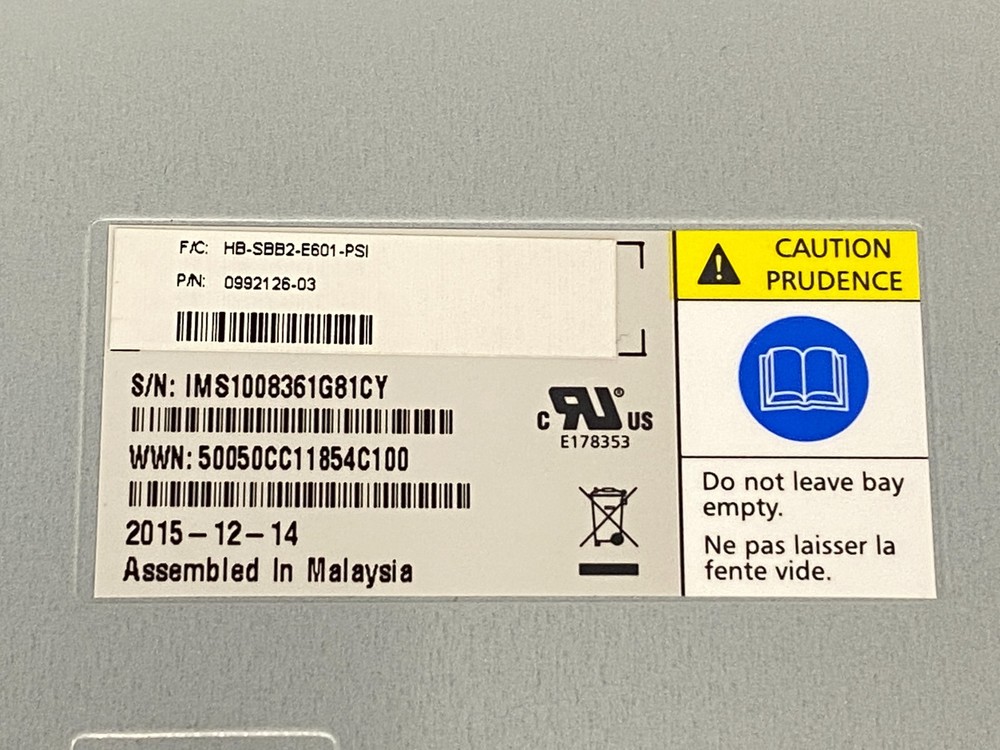 F/C: HB-SBB2-E601-PSI
P/N: 0992126-03
S/N: IMS1008361G81CY
WWN: 50050CC11854C100
2015-12-14
Assembled In Malaysia
C RU® US
E178353
CAUTION
PRUDENCE
Do not leave bay
empty.
Ne pas laisser la
fente vide.